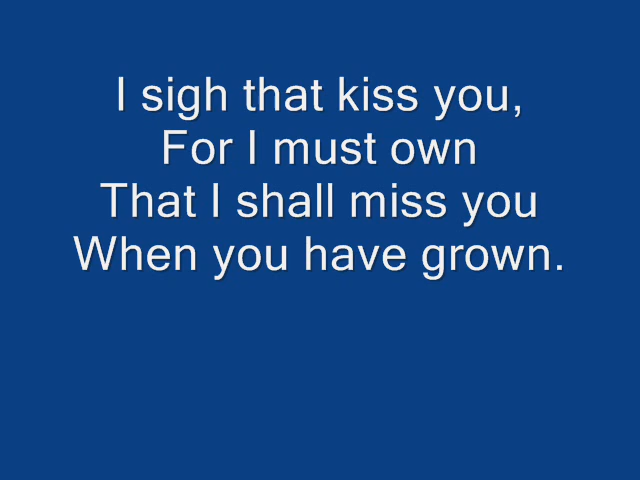 I sigh that kiss you,
For I must own
That I shall miss you
When you have grown.